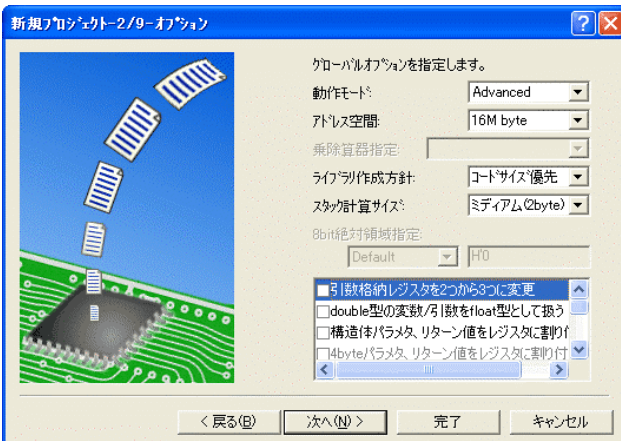 新規プロジェクト-2/9-オプション
グローバルオプションを指定します。
動作モード: Advanced
アドレス空間: 16M byte
乗除算器指定:
ライブラリ作成方針: コードサイズ優先
スタック計算サイズ: ミディアム(2byte)
8bit絶対領域指定:
Default H'0
引数格納レジスタを2つから3つに変更
double型の変数/引数をfloat型として扱う
構造体パラメタ、リターン値をレジスタに割り付
4byteパラメタ、リターン値をレジスタに割り付
< 戻る(B) 次へ(N) > 完了 キャンセル